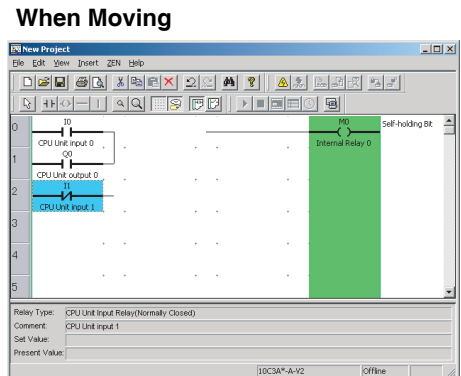 When Moving
New Project
File Edit View Insert ZEN Help
0
I0
M0
Self-holding Bit
CPU Unit input 0
Internal Relay 0
1
Q0
CPU Unit output 0
2
I1
CPU Unit input 1
3
4
5
Relay Type: CPU Unit Input Relay(Normally Closed)
Comment: CPU Unit input 1
Set Value:
Present Value:
10C3A*-A-V2 Offline